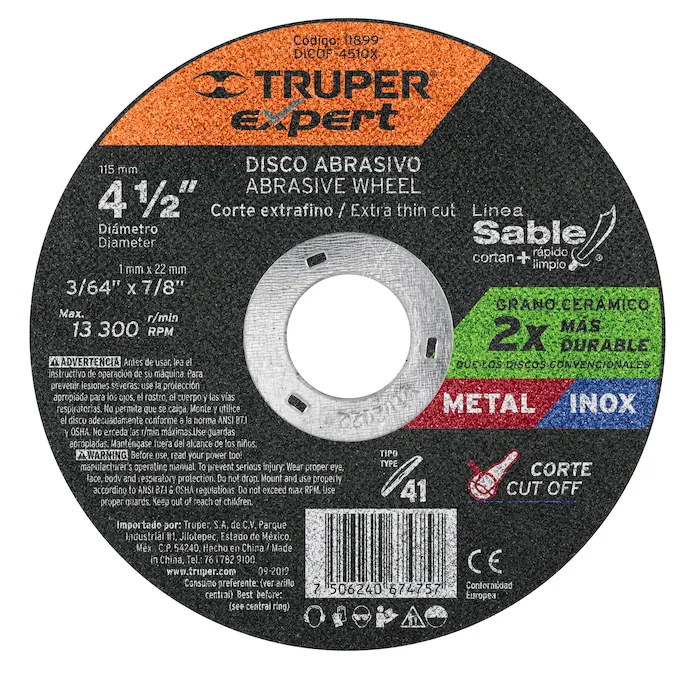 Código: 11899
DICOF-4510X
TRUPER®
expert
DISCO ABRASIVO
ABRASIVE WHEEL
Corte extrafino / Extra thin cut
115 mm
4 1/2"
Diámetro
Diameter
1 mm x 22 mm
3/64" x 7/8"
Max. 13 300 r/min RPM
Línea
Sable®
cortan + rápido limpio
GRANO CERÁMICO
2x MÁS DURABLE
QUE LOS DISCOS CONVENCIONALES
METAL INOX
ADVERTENCIA Antes de usar, lea el
instructivo de operación de su máquina. Para
prevenir lesiones severas: use la protección
apropiada para los ojos, el rostro, el cuerpo y las vías
respiratorias. No permita que se caiga. Monte y utilice
el disco adecuadamente conforme a la norma ANSI B7.1
y OSHA. No exceda las r/min máximas. Use guardas
apropiadas. Manténgase fuera del alcance de los niños.
WARNING Before use, read your power tool
manufacturer's operating manual. To prevent serious injury: Wear proper eye,
face, body and respiratory protection. Do not drop. Mount and use properly
according to ANSI B7.1 & OSHA regulations. Do not exceed max RPM. Use
proper guards. Keep out of reach of children.
TIPO
TYPE
41
CORTE
CUT OFF
Importado por: Truper, S.A. de C.V. Parque
Industrial #1, Jilotepec, Estado de México,
Méx. C.P. 54240, Hecho en China / Made
in China, Tel.: 761 782 9100.
www.truper.com 09-2019
Consumo preferente: (ver anillo
central) Best before:
(see central ring)
7 506240 674757
CE
Conformidad
Europea